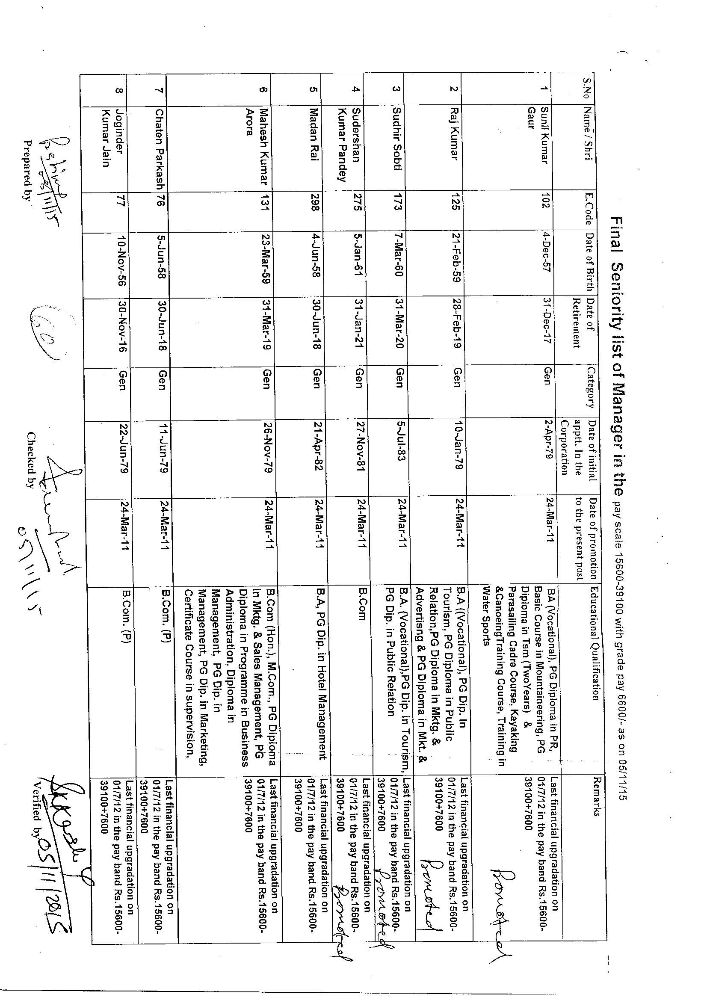 Final Seniority list of Manager in the pay scale 15600-39100 with grade pay 6600/- as on 05/11/15
S.No Name / Shri E.Code Date of Birth Date of Retirement Category Date of initial apptt. In the Corporation Date of promotion to the present post Educational Qualification Remarks
1 Sunil Kumar Gaur 102 4-Dec-57 31-Dec-17 Gen 2-Apr-79 24-Mar-11
BA (Vocational), PG Diploma in PR,
Basic Course in Mountaineering, PG
Diploma in Tsm (TwoYears) &
Parasailing Cadre Course, Kayaking
&CanoeingTraining Course, Training in
Water Sports
Last financial upgradation on
01/7/12 in the pay band Rs.15600-
39100+7600
Promoted
2 Raj Kumar 125 21-Feb-59 28-Feb-19 Gen 10-Jan-79 24-Mar-11
B.A ((Vocational), PG Dip. In
Tourism, PG Diploma in Public
Relation,PG Diploma in Mktg. &
Advertisng & PG Diploma in Mkt. &
Last financial upgradation on
01/7/12 in the pay band Rs.15600-
39100+7600
Promoted
3 Sudhir Sobti 173 7-Mar-60 31-Mar-20 Gen 5-Jul-83 24-Mar-11
B.A. (Vocational),PG Dip. in Tourism,
PG Dip. in Public Relation
Last financial upgradation on
01/7/12 in the pay band Rs.15600-
39100+7600
Promoted
4 Sudershan Kumar Pandey 275 5-Jan-61 31-Jan-21 Gen 27-Nov-81 24-Mar-11
B.Com
Last financial upgradation on
01/7/12 in the pay band Rs.15600-
39100+7600
Promoted
5 Madan Rai 298 4-Jun-58 30-Jun-18 Gen 21-Apr-82 24-Mar-11
B.A, PG Dip. in Hotel Management
Last financial upgradation on
01/7/12 in the pay band Rs.15600-
39100+7600
6 Mahesh Kumar Arora 131 23-Mar-59 31-Mar-19 Gen 26-Nov-79 24-Mar-11
B.Com (Hon.), M.Com., PG Diploma
in Mktg. & Sales Management, PG
Diploma in Programme in Business
Administration, Diploma in
Management, PG Dip. in
Management, PG Dip. in Marketing,
Certificate Course in supervision,
Last financial upgradation on
01/7/12 in the pay band Rs.15600-
39100+7600
7 Chaten Parkash 76 5-Jun-58 30-Jun-18 Gen 11-Jun-79 24-Mar-11
B.Com. (P)
Last financial upgradation on
01/7/12 in the pay band Rs.15600-
39100+7600
8 Joginder Kumar Jain 77 10-Nov-56 30-Nov-16 Gen 22-Jun-79 24-Mar-11
B.Com. (P)
Last financial upgradation on
01/7/12 in the pay band Rs.15600-
39100+7600
05/11/15
Prepared by
60
05/11/15
Checked by
Verified by 05/11/2015